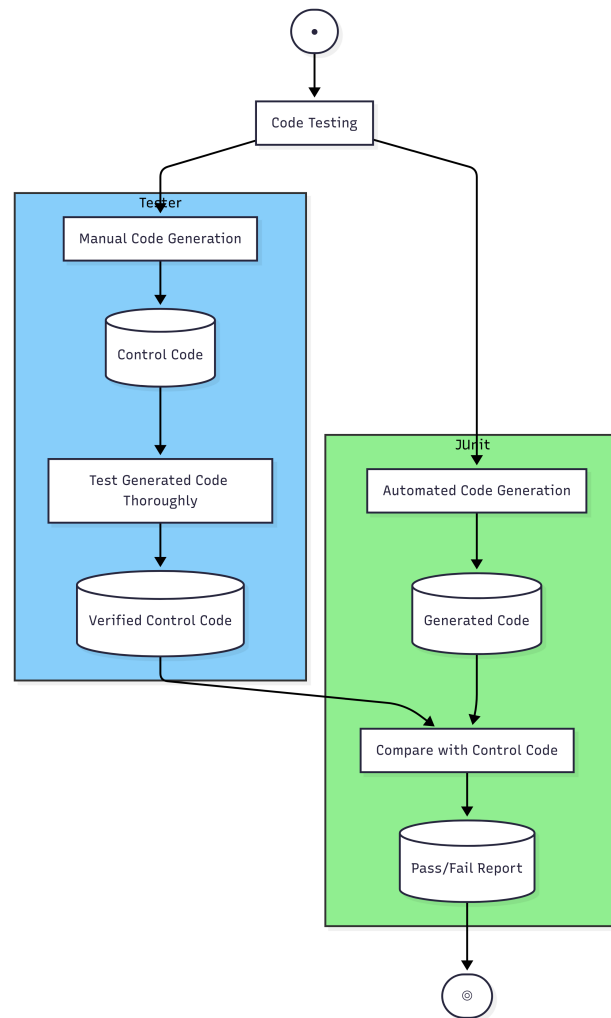 Code Testing
Tester
Manual Code Generation
Control Code
Test Generated Code
Thoroughly
Verified Control Code
JUnit
Automated Code Generation
Generated Code
Compare with Control Code
Pass/Fail Report